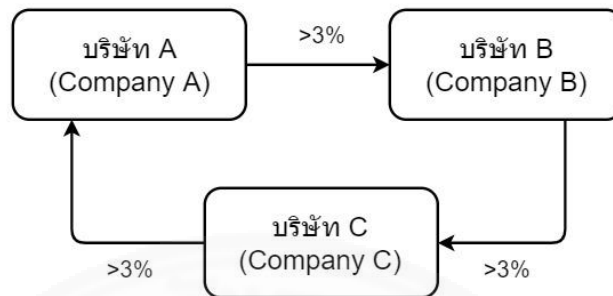 บริษัท A
(Company A)
>3%
บริษัท B
(Company B)
บริษัท C
(Company C)
>3%
>3%